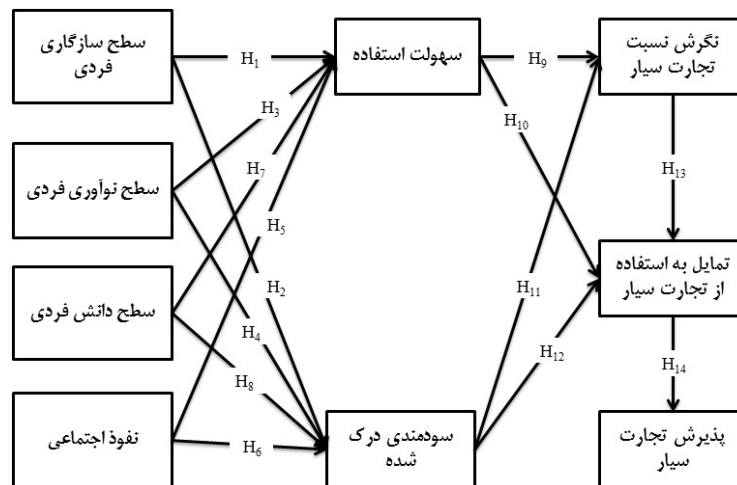 سطح سازگاری
فردی
سطح نوآوری فردی
سطح دانش فردی
نفوذ اجتماعی
سهولت استفاده
سودمندی درک
شده
نگرش نسبت
تجارت سیار
تمایل به استفاده
از تجارت سیار
پذیرش تجارت
سیار
H1
H3
H7
H5
H2
H4
H8
H6
H9
H10
H11
H12
H13
H14